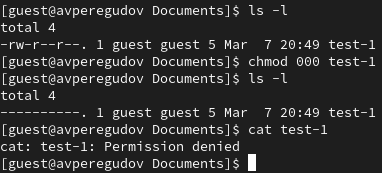 [guest@avperegudov Documents]$ ls -l
total 4
-rw-r--r--. 1 guest guest 5 Mar  7 20:49 test-1
[guest@avperegudov Documents]$ chmod 000 test-1
[guest@avperegudov Documents]$ ls -l
total 4
----------. 1 guest guest 5 Mar  7 20:49 test-1
[guest@avperegudov Documents]$ cat test-1
cat: test-1: Permission denied
[guest@avperegudov Documents]$